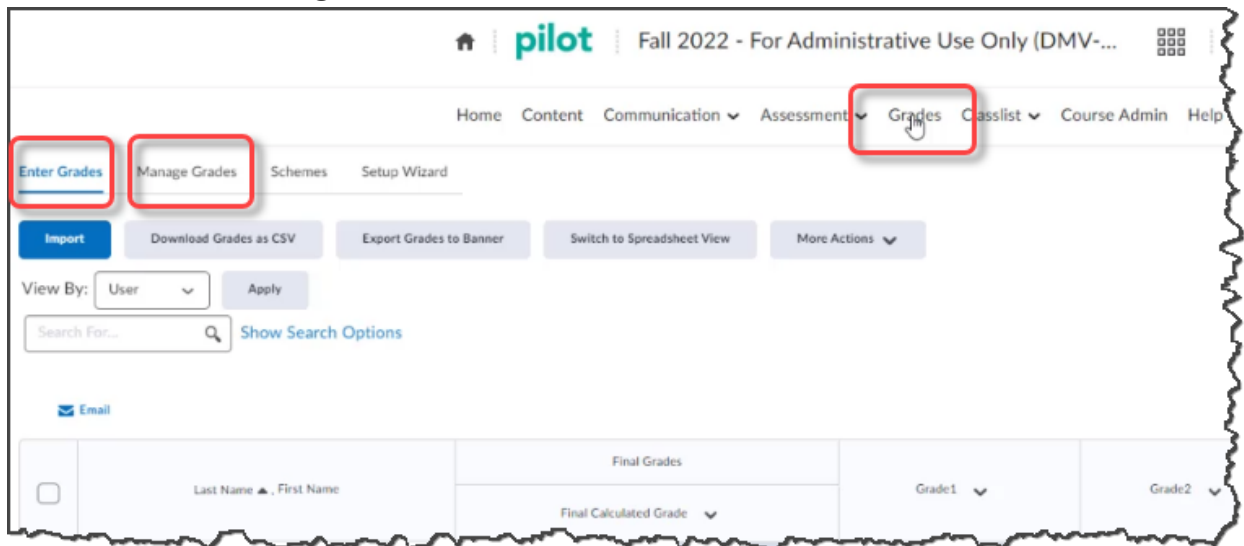 pilot Fall 2022 - For Administrative Use Only (DMV-...
Home Content Communication Assessment Grades Classlist Course Admin Help
Enter Grades Manage Grades Schemes Setup Wizard
Import Download Grades as CSV Export Grades to Banner Switch to Spreadsheet View More Actions
View By: User Apply
Search For... Show Search Options
Email
Final Grades
Last Name , First Name Grade1 Grade2
Final Calculated Grade